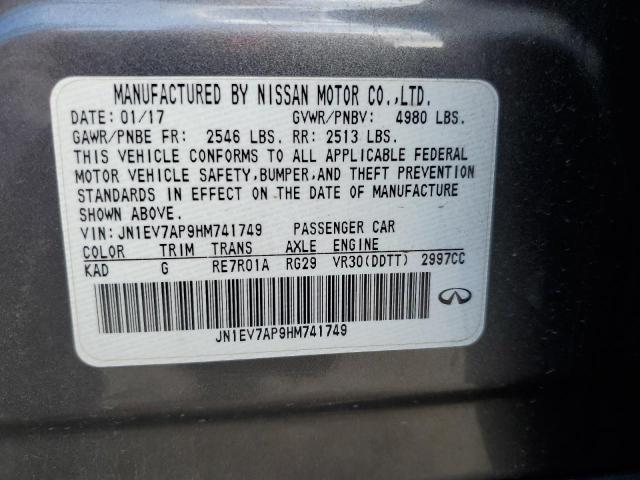 MANUFACTURED BY NISSAN MOTOR CO.,LTD.
DATE: 01/17 GVWR/PNBV: 4980 LBS.
GAWR/PNBE FR: 2546 LBS. RR: 2513 LBS.
THIS VEHICLE CONFORMS TO ALL APPLICABLE FEDERAL
MOTOR VEHICLE SAFETY,BUMPER,AND THEFT PREVENTION
STANDARDS IN EFFECT ON THE DATE OF MANUFACTURE
SHOWN ABOVE.
VIN: JN1EV7AP9HM741749 PASSENGER CAR
COLOR TRIM TRANS AXLE ENGINE
KAD G RE7R01A RG29 VR30(DDTT) 2997CC
JN1EV7AP9HM741749